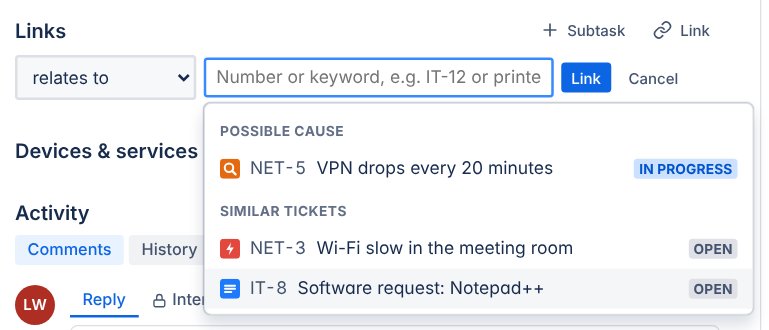 Links
+ Subtask
Link
relates to
Number or keyword, e.g. IT-12 or printe
Link
Cancel
POSSIBLE CAUSE
NET-5 VPN drops every 20 minutes
IN PROGRESS
SIMILAR TICKETS
NET-3 Wi-Fi slow in the meeting room
OPEN
IT-8 Software request: Notepad++
OPEN
Devices & services
Activity
Comments
History
LW
Reply
Inter